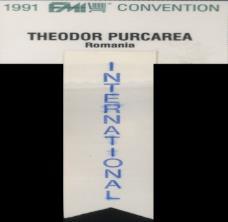 1991 FMI CONVENTION
THEODOR PURCAREA
Romania
INTERNATIONAL